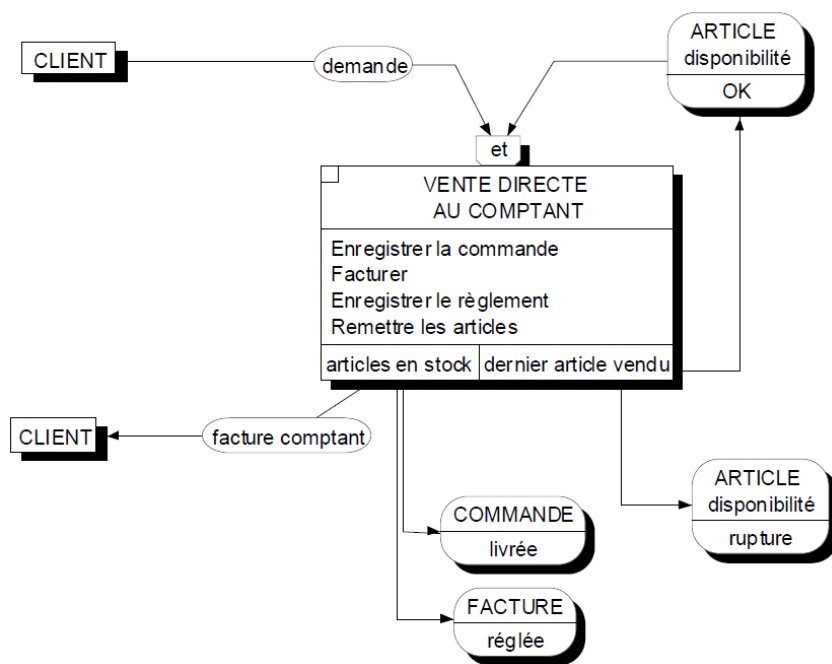 CLIENT
demande
ARTICLE
disponibilité
OK
et
VENTE DIRECTE
AU COMPTANT
Enregistrer la commande
Facturer
Enregistrer le règlement
Remettre les articles
articles en stock
dernier article vendu
CLIENT
facture comptant
COMMANDE
livrée
ARTICLE
disponibilité
rupture
FACTURE
réglée